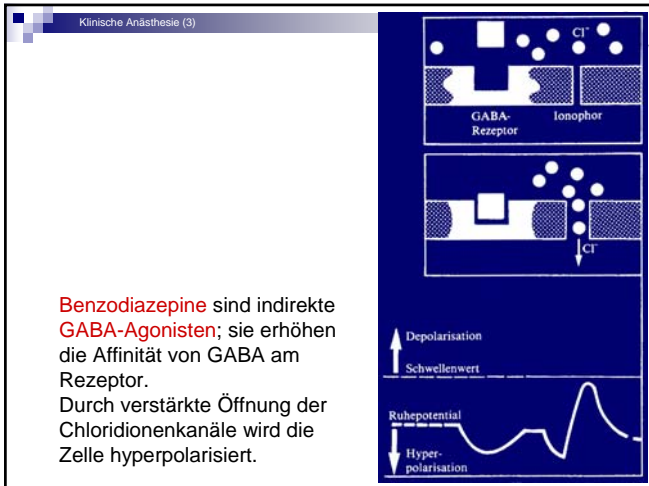 Klinische Anästhesie (3)
Cl⁻
GABA-
Rezeptor
Ionophor
Cl⁻
Benzodiazepine sind indirekte
GABA-Agonisten; sie erhöhen
die Affinität von GABA am
Rezeptor.
Durch verstärkte Öffnung der
Chloridionenkanäle wird die
Zelle hyperpolarisiert.
Depolarisation
Schwellenwert
Ruhepotential
Hyper-
polarisation